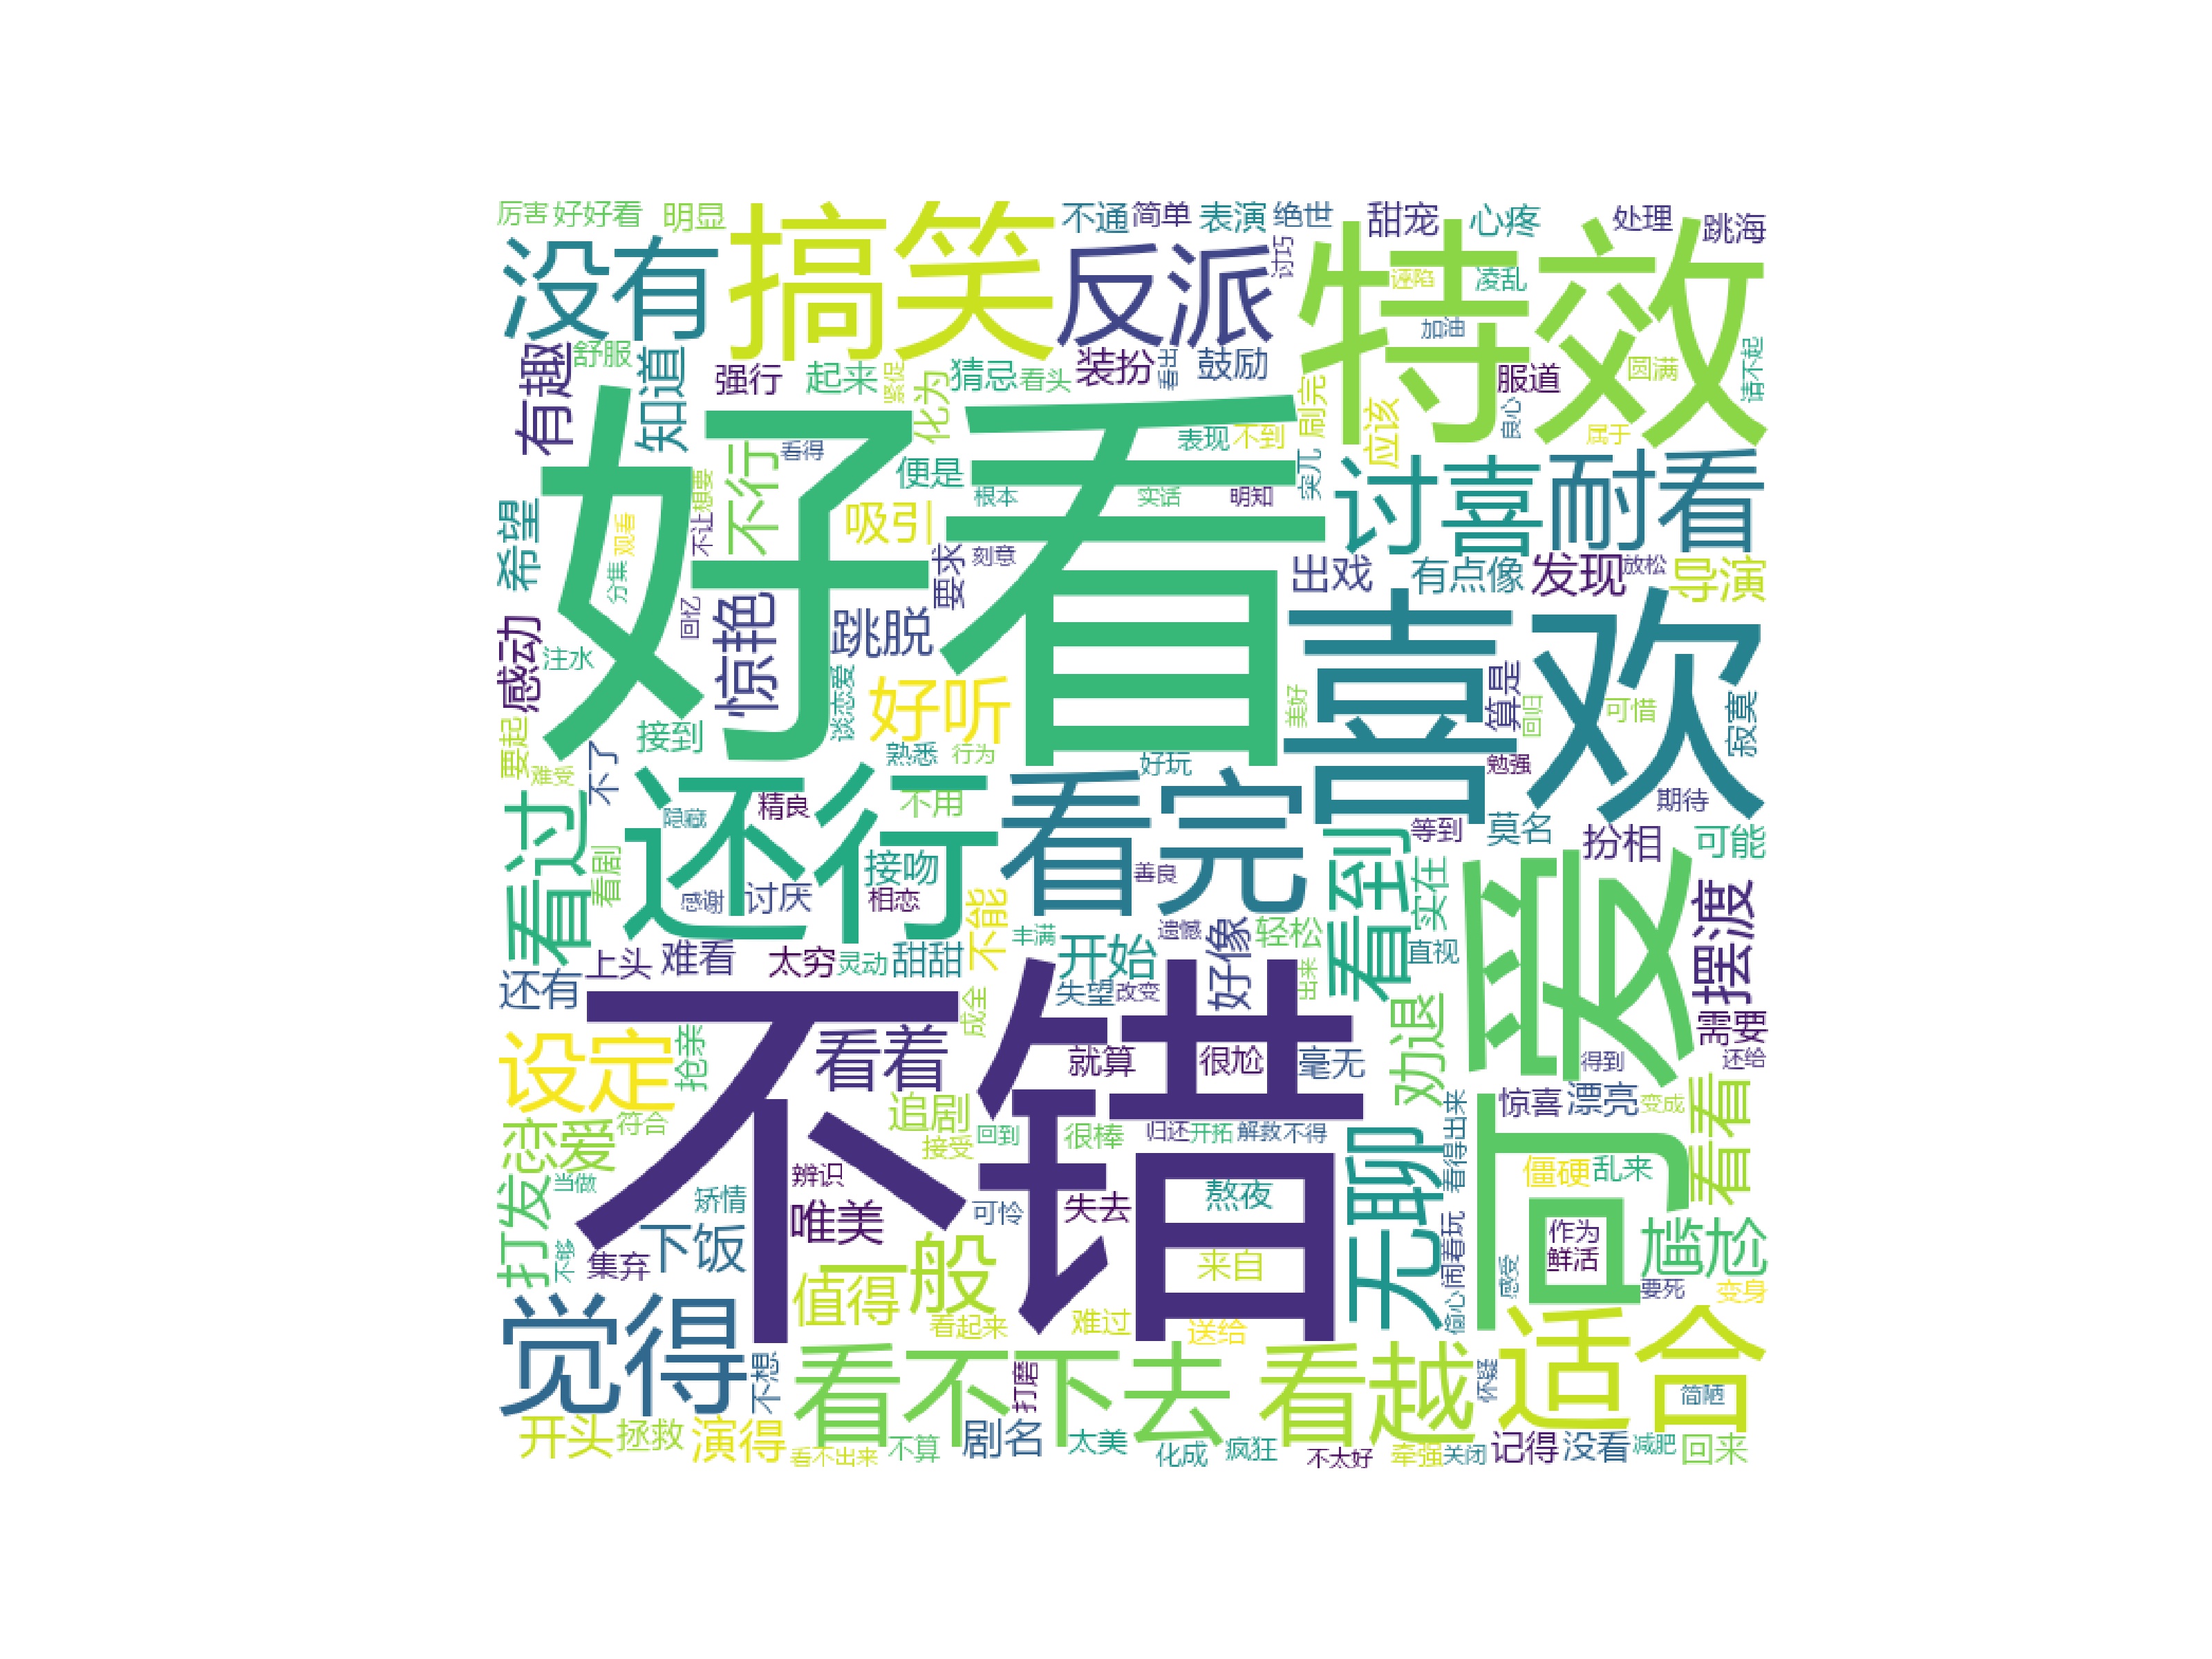 厉害
好好看
明显
搞笑
不通
简单
表演
绝世
甜宠
心疼
处理
跳海
没有
反派
讨巧
特效
诬陷
凌乱
加油
有趣
舒服
知道
强行
起来
紧促
化为
猜忌
看头
装扮
看出
鼓励
刷完
应该
服道
良心
圆满
属于
请不起
好看
看得
不行
便是
表现
不到
突兀
讨喜
耐看
希望
分集
观看
不让
想要
吸引
根本
实话
明知
要求
刻意
出戏
有点像
发现
放松
导演
感动
注水
回忆
惊艳
跳脱
谈恋爱
好听
喜欢
美好
算是
回归
可惜
寂寞
要起
难受
不了
接到
熟悉
行为
好玩
勉强
看过
看剧
隐藏
精良
还行
不用
看完
看到
等到
莫名
期待
扮相
可能
感谢
讨厌
接吻
相恋
善良
实在
可受
摆渡
还有
上头
难看
太穷
灵动
甜甜
不能
丰满
开始
遗憾
好像
轻松
出来
直视
需要
成全
失望
改变
不错
设定
抢亲
看着
就算
很尬
毫无
劝退
得到
还给
忿爱
符合
追剧
接受
回到
很棒
归还
开拓
解救
不得
无聊
看得出来
惊喜
漂亮
变成
看看
打发
当做
矫情
辨识
唯美
可怜
失去
熬夜
偷心
闹着玩
僵硬
乱来
作为
鲜活
尴尬
不够
集弃
下饭
值得
一般
来自
感受
要死
变身
觉得
不想
看起来
难过
送给
适合
看不下去
打磨
看越
怀疑
简陋
开头
拯救
演得
看不出来
不算
剧名
太美
化成
疯狂
不太好
牵强
关闭
记得
没看
减肥
回来